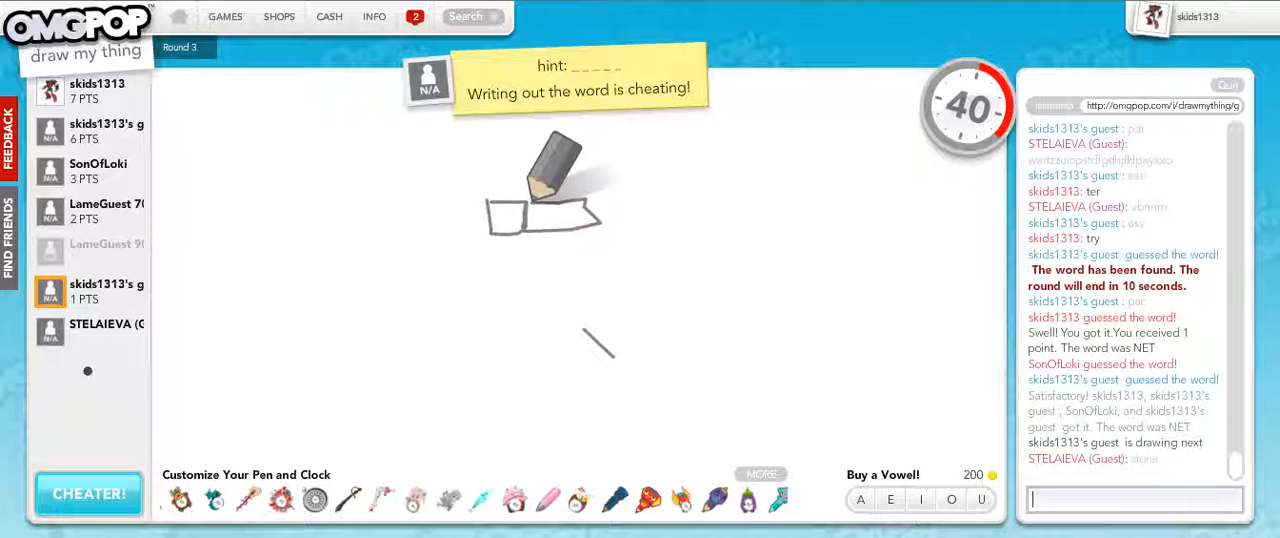 OMGPOP
GAMES SHOPS CASH INFO 2 Search
skids1313
draw my thing
Round 3
FEEDBACK
FIND FRIENDS
skids1313
7 PTS
skids1313's g
6 PTS
SonOfLoki
3 PTS
LameGuest 7(
2 PTS
LameGuest 9(
skids1313's g
1 PTS
STELAIEVA (G
N/A
N/A
N/A
N/A
N/A
N/A
N/A
hint: _ _ _ _ _
Writing out the word is cheating!
40
Customize Your Pen and Clock
MORE
Buy a Vowel! 200
A E I O U
CHEATER!
Quit
http://omgpop.com/i/drawmything/g
skids1313's guest : pai
STELAIEVA (Guest):
skids1313's guest :
skids1313: ter
STELAIEVA (Guest): vbnnm
skids1313's guest : esy
skids1313: try
skids1313's guest guessed the word!
The word has been found. The
round will end in 10 seconds.
skids1313's guest : par
skids1313 guessed the word!
Swell! You got it.You received 1
point. The word was NET
SonOfLoki guessed the word!
skids1313's guest guessed the word!
Satisfactory! skids1313, skids1313's
guest , SonOfLoki, and skids1313's
guest got it. The word was NET
skids1313's guest is drawing next
STELAIEVA (Guest): stone